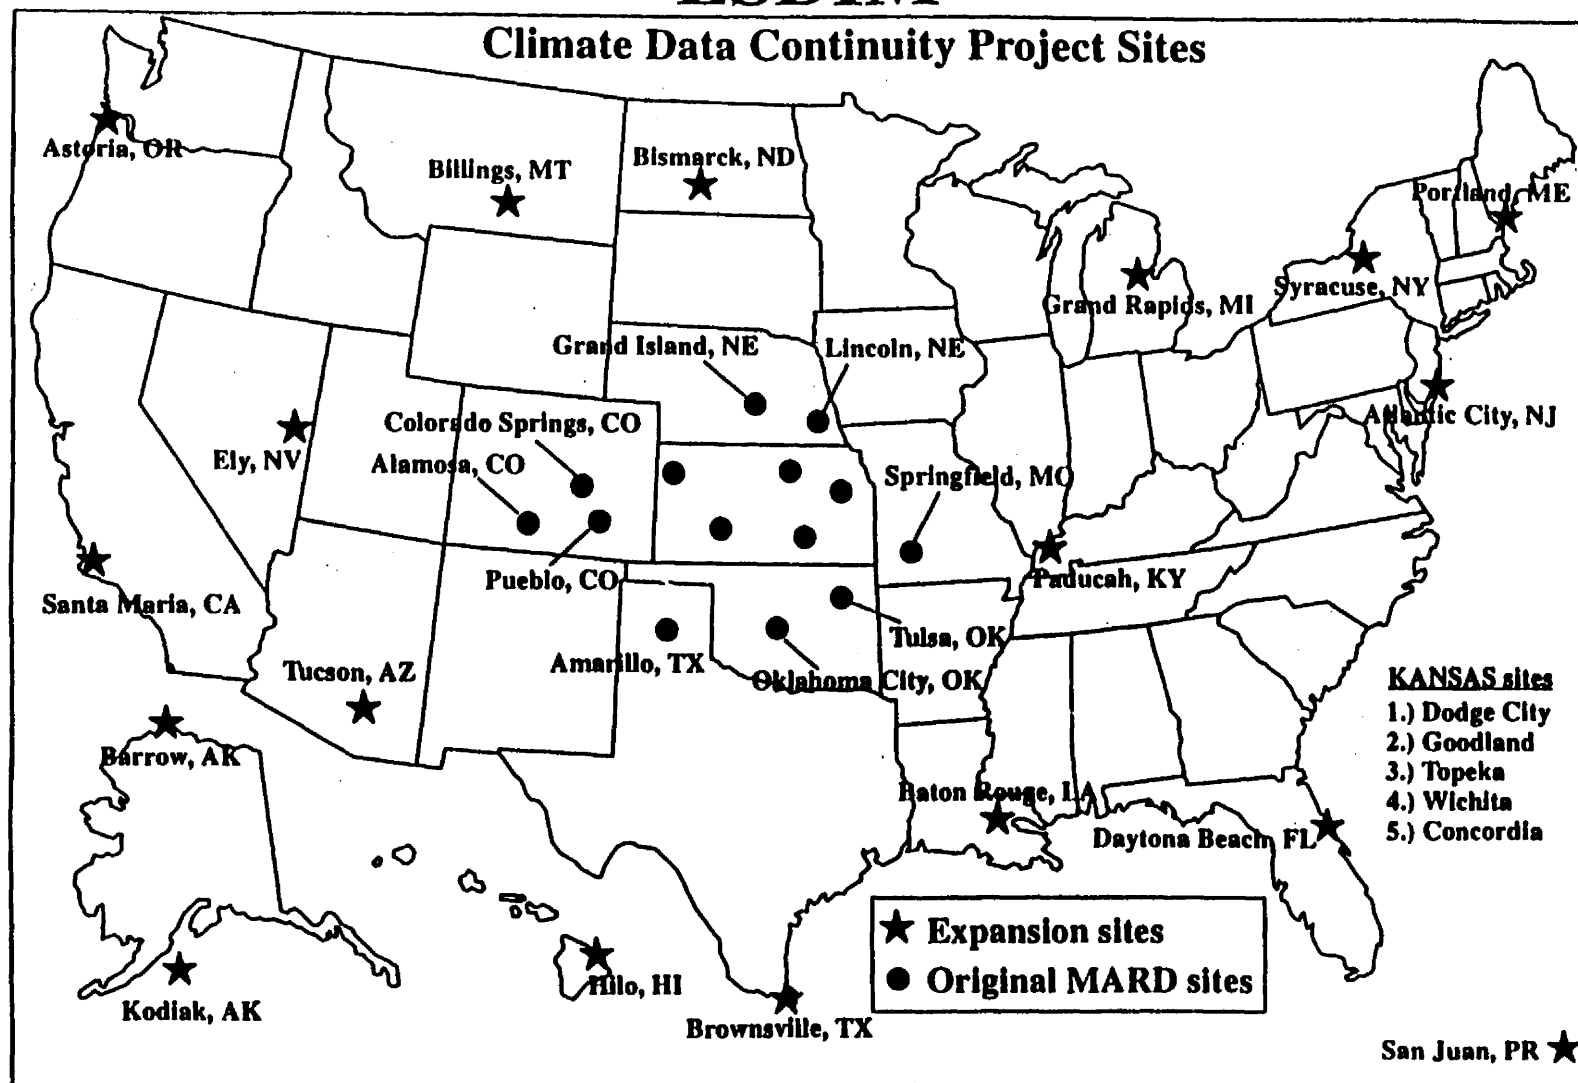 Climate Data Continuity Project Sites
Astoria, OR
Billings, MT
Bismarck, ND
Portland, ME
Grand Rapids, MI
Syracuse, NY
Grand Island, NE
Lincoln, NE
Atlantic City, NJ
Colorado Springs, CO
Ely, NV
Alamosa, CO
Springfield, MO
Pueblo, CO
Paducah, KY
Santa Maria, CA
Tulsa, OK
Amarillo, TX
Tucson, AZ
Oklahoma City, OK
KANSAS sites
1.) Dodge City
2.) Goodland
3.) Topeka
4.) Wichita
5.) Concordia
Barrow, AK
Baton Rouge, LA
Daytona Beach, FL
Expansion sites
Original MARD sites
Hilo, HI
Kodiak, AK
Brownsville, TX
San Juan, PR